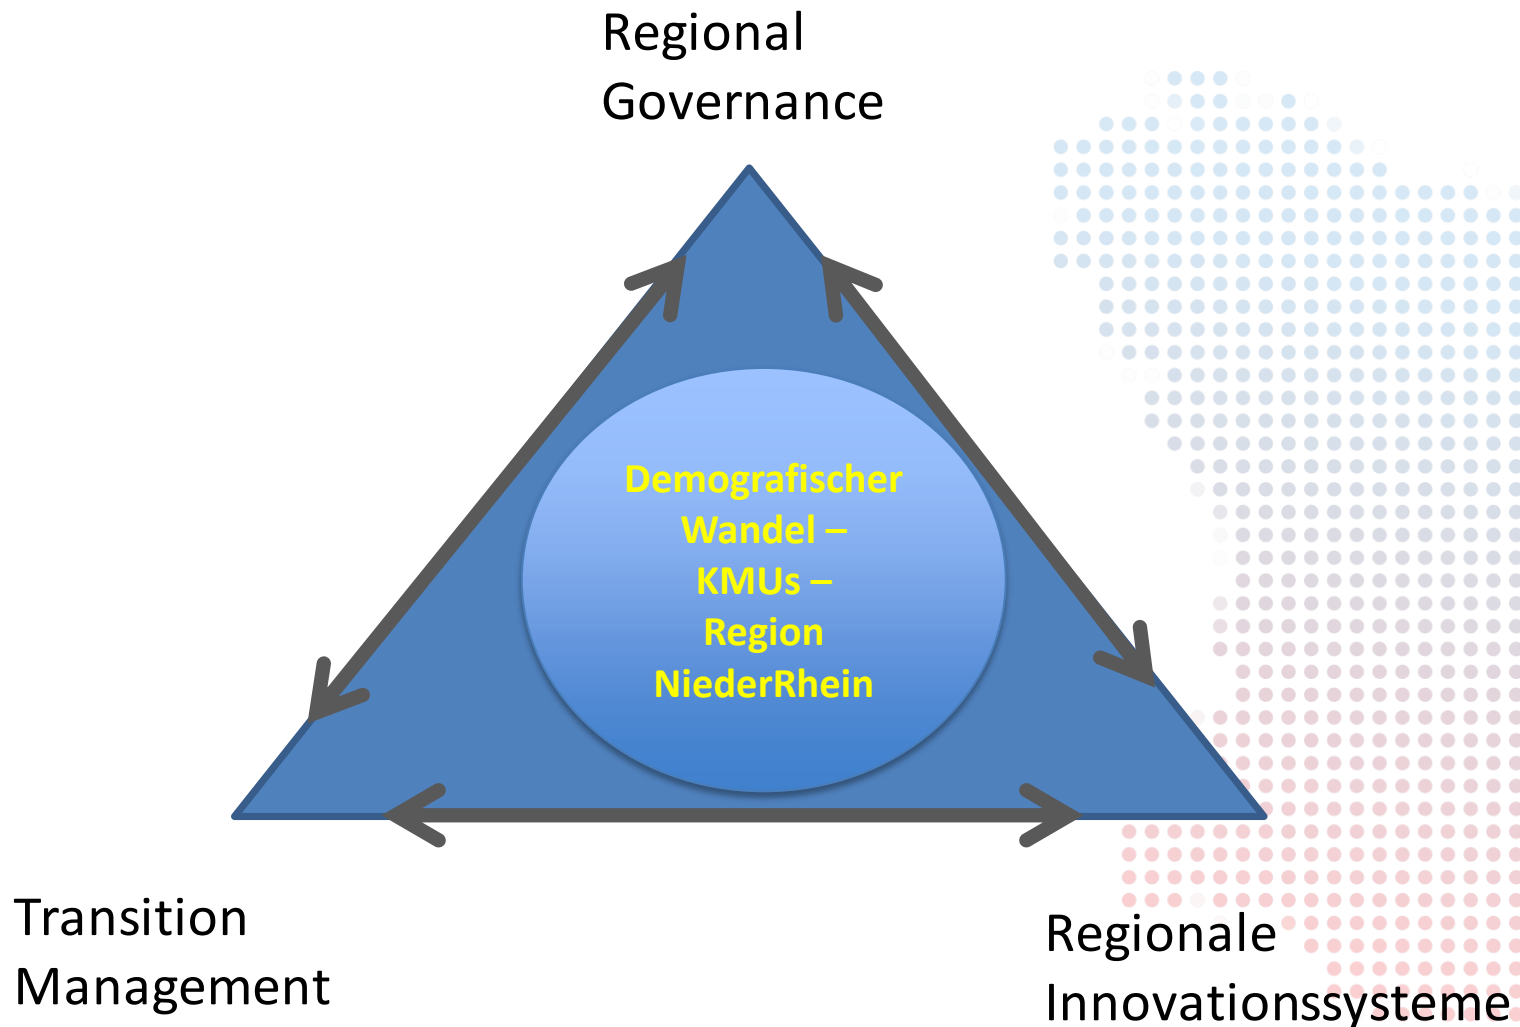 Regional
Governance
Demografischer
Wandel –
KMUs –
Region
NiederRhein
Transition
Management
Regionale
Innovationssysteme